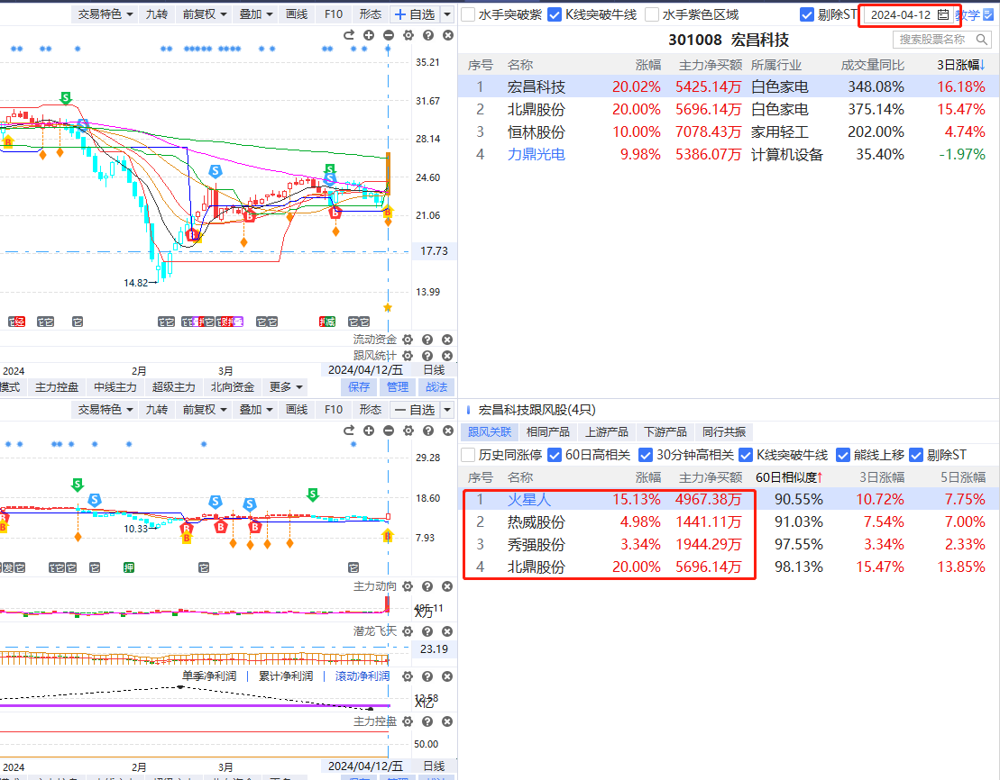 交易特色 九转 前复权 叠加 画线 F10 形态 自选
水手突破紫 K线突破牛线 水手紫色区域 剔除ST 2024-04-12 教学
301008 宏昌科技 搜索股票名称
序号 名称 涨幅 主力净买额 所属行业 成交量同比 3日涨幅↓
1 宏昌科技 20.02% 5425.14万 白色家电 348.08% 16.18%
2 北鼎股份 20.00% 5696.14万 白色家电 375.14% 15.47%
3 恒林股份 10.00% 7078.43万 家用轻工 202.00% 4.74%
4 力鼎光电 9.98% 5386.07万 计算机设备 35.40% -1.97%
35.21
31.67
28.14
24.60
21.06
17.73
14.82
13.99
流动资金
跟风统计
2024 2月 3月 2024/04/12/五 日线
模式 主力控盘 中线主力 超级主力 北向资金 更多 保存 管理 战法
交易特色 九转 前复权 叠加 画线 F10 形态 自选
宏昌科技跟风股(4只)
跟风关联 相同产品 上游产品 下游产品 同行共振
历史同涨停 60日高相关 30分钟高相关 K线突破牛线 能线上移 剔除ST
序号 名称 涨幅 主力净买额 60日相似度↑ 3日涨幅 5日涨幅
1 火星人 15.13% 4967.38万 90.55% 10.72% 7.75%
2 热威股份 4.98% 1441.11万 91.03% 7.54% 7.00%
3 秀强股份 3.34% 1944.29万 97.55% 3.34% 2.33%
4 北鼎股份 20.00% 5696.14万 98.13% 15.47% 13.85%
29.28
18.60
10.33
7.93
主力动向
X万
潜龙飞天
23.19
单季净利润 累计净利润 滚动净利润
12.58
X亿
主力控盘
50.00
2024 2月 3月 2024/04/12/五 日线